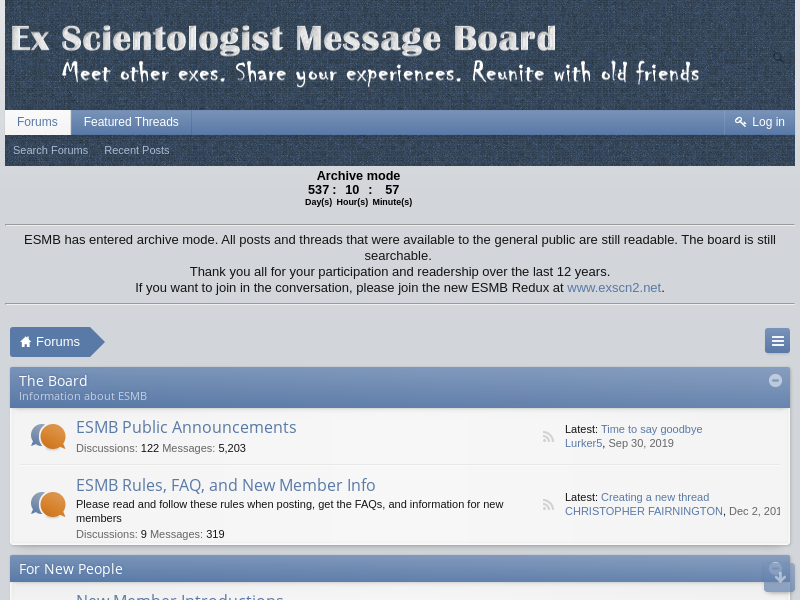 Ex Scientologist Message Board
Meet other exes. Share your experiences. Reunite with old friends
Forums
Featured Threads
Log in
Search Forums
Recent Posts
Archive mode
537 : 10 : 57
Day(s) Hour(s) Minute(s)
ESMB has entered archive mode. All posts and threads that were available to the general public are still readable. The board is still
searchable.
Thank you all for your participation and readership over the last 12 years.
If you want to join in the conversation, please join the new ESMB Redux at www.exscn2.net.
Forums
The Board
Information about ESMB
ESMB Public Announcements
Discussions: 122 Messages: 5,203
Latest: Time to say goodbye
Lurker5, Sep 30, 2019
ESMB Rules, FAQ, and New Member Info
Please read and follow these rules when posting, get the FAQs, and information for new
members
Discussions: 9 Messages: 319
Latest: Creating a new thread
CHRISTOPHER FAIRNINGTON, Dec 2, 201
For New People
New Member Introductions